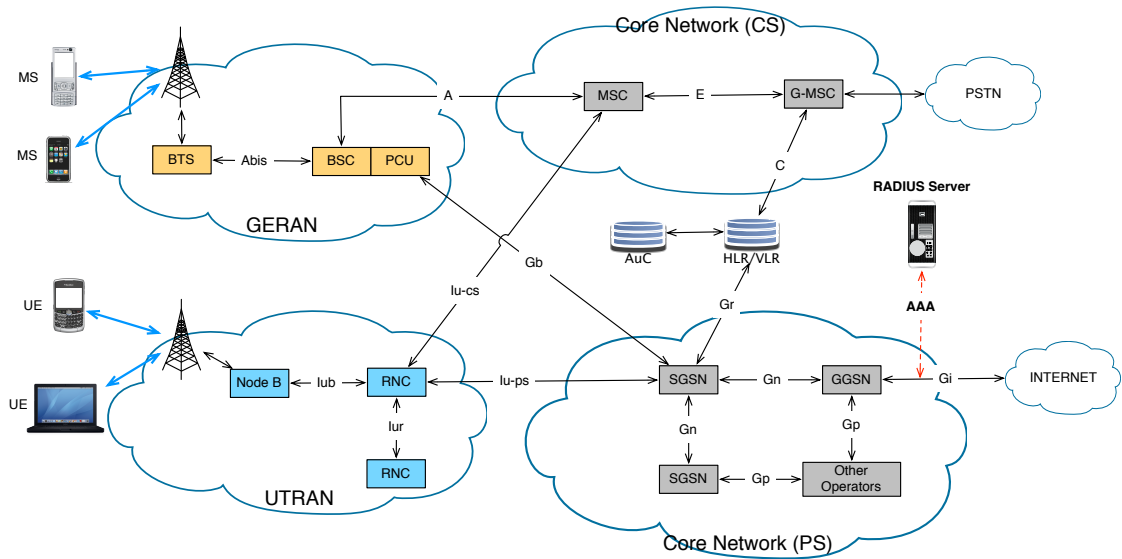 Core Network (CS)
MS
A
MSC
E
G-MSC
PSTN
MS
BTS
Abis
BSC
PCU
C
RADIUS Server
GERAN
AuC
HLR/VLR
Gb
Iu-cs
UE
Gr
AAA
Node B
Iub
RNC
Iu-ps
SGSN
Gn
GGSN
Gi
INTERNET
UE
Iur
Gn
Gp
RNC
SGSN
Gp
Other
Operators
UTRAN
Core Network (PS)